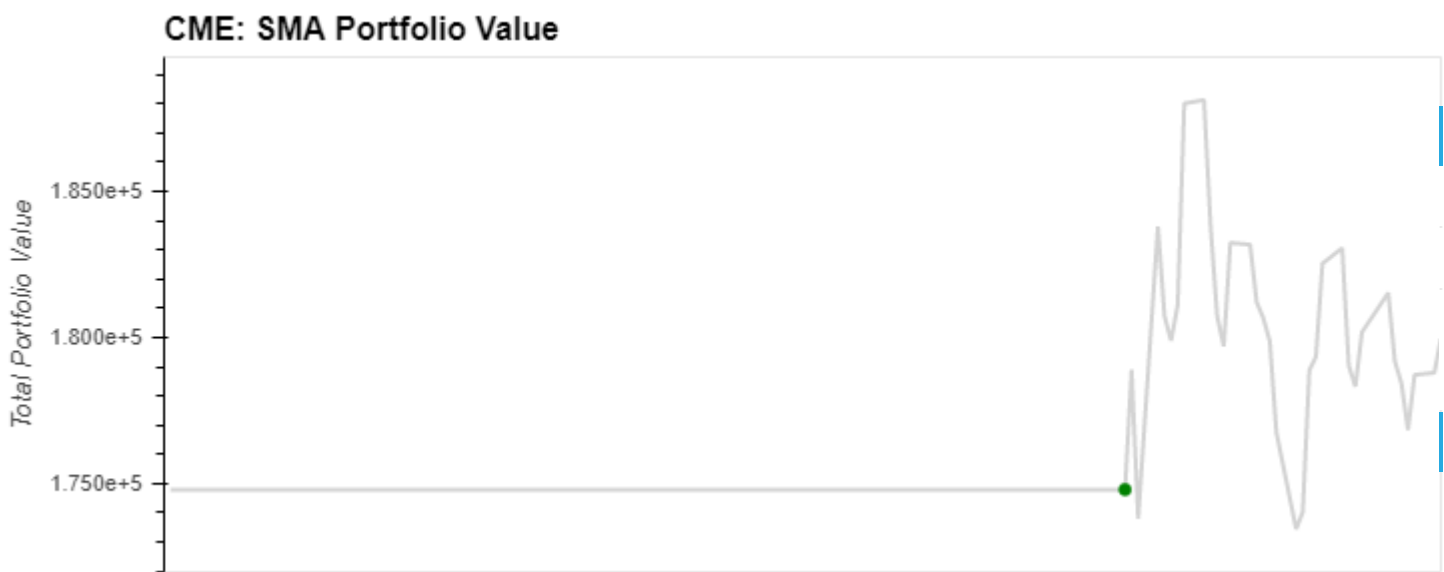 CME: SMA Portfolio Value
Total Portfolio Value
1.850e+5
1.800e+5
1.750e+5